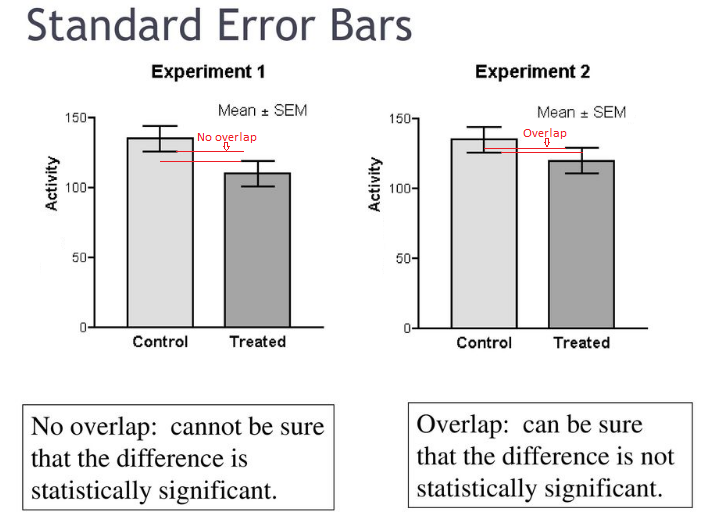 Standard Error Bars
Experiment 1
Mean ± SEM
150
No overlap
100
Activity
50
0
Control Treated
Experiment 2
Mean ± SEM
150
Overlap
100
Activity
50
0
Control Treated
No overlap: cannot be sure
that the difference is
statistically significant.
Overlap: can be sure
that the difference is not
statistically significant.